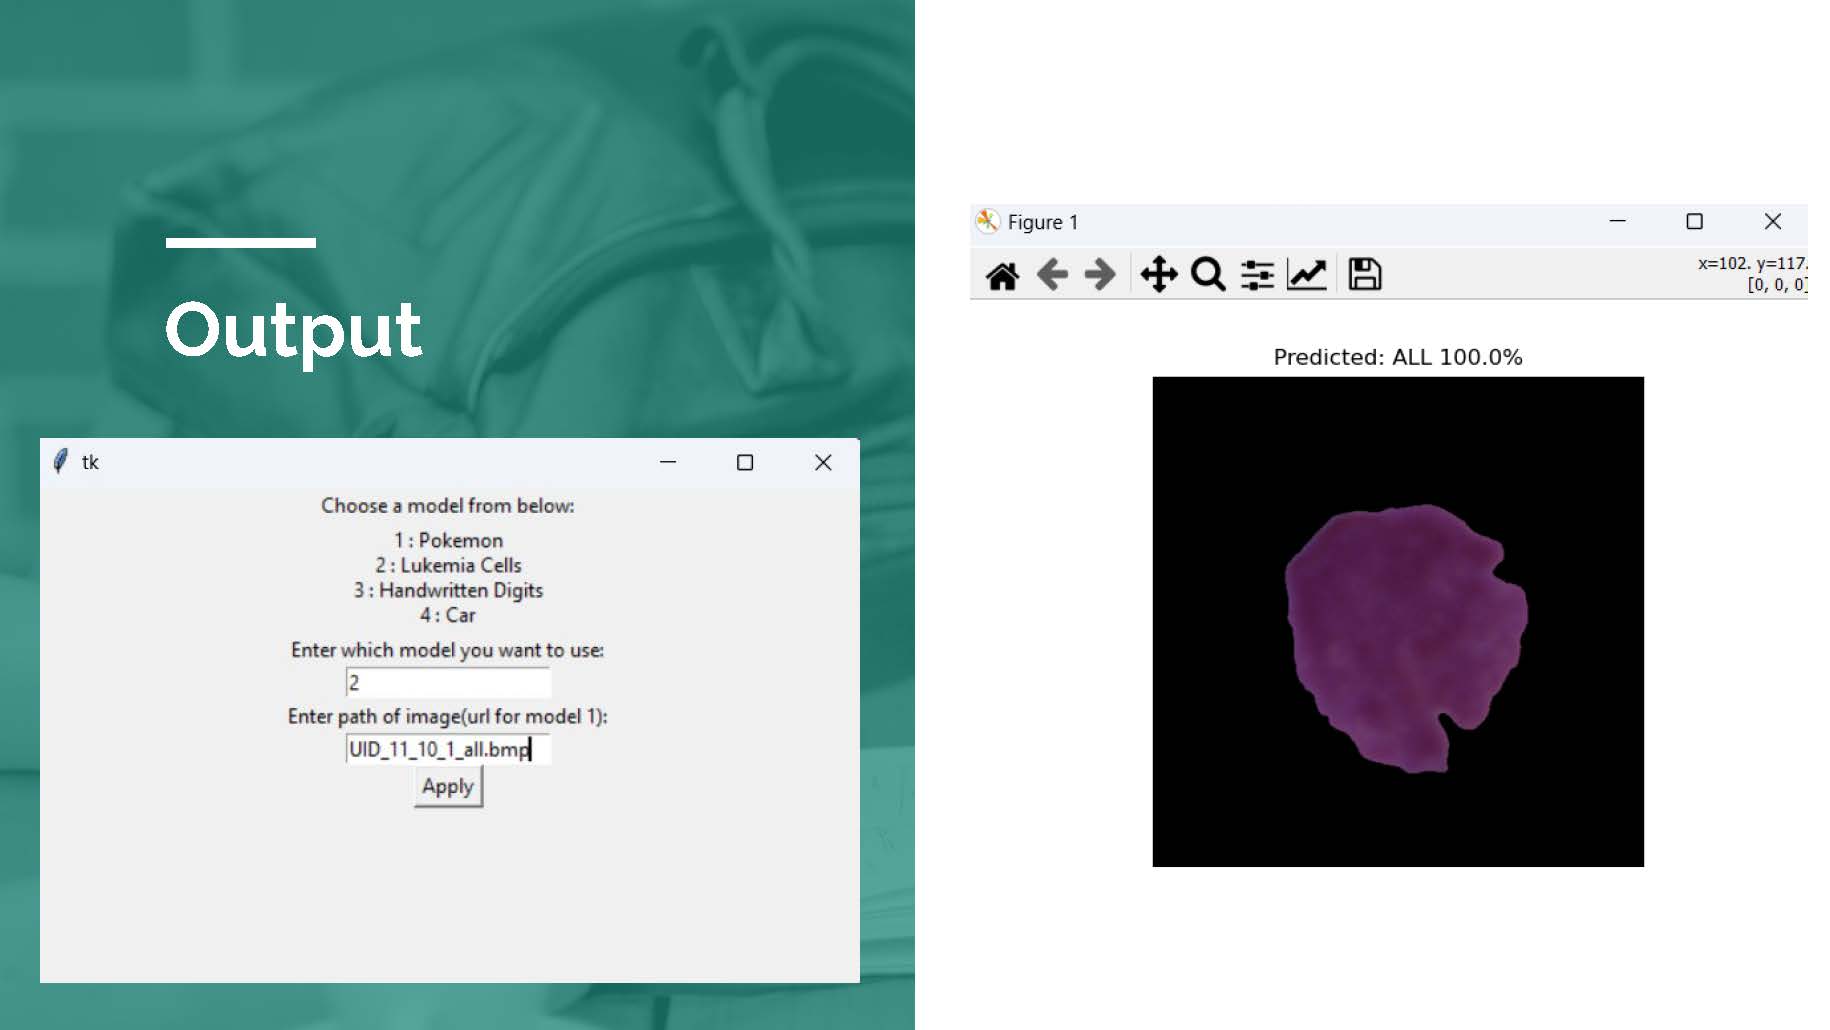 Output
tk
Choose a model from below:
1 : Pokemon
2 : Lukemia Cells
3 : Handwritten Digits
4 : Car
Enter which model you want to use:
2
Enter path of image(url for model 1):
UID_11_10_1_all.bmp
Apply
Figure 1
x=102. y=117.
[0, 0, 0]
Predicted: ALL 100.0%